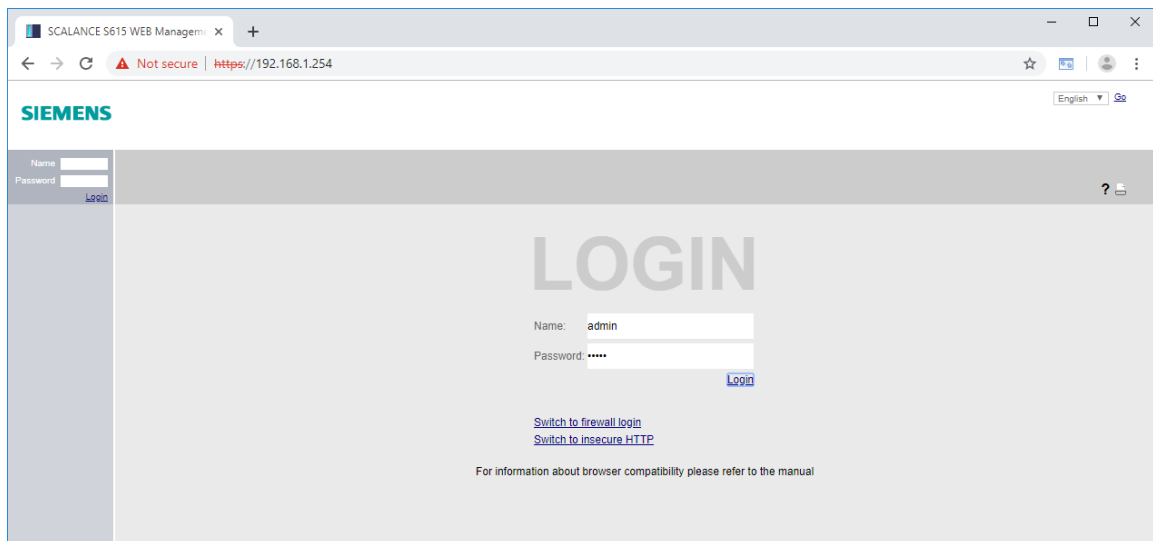 SCALANCE S615 WEB Managem
Not secure | https://192.168.1.254
English Go
SIEMENS
Name
Password
Login
?
LOGIN
Name: admin
Password: •••••
Login
Switch to firewall login
Switch to insecure HTTP
For information about browser compatibility please refer to the manual